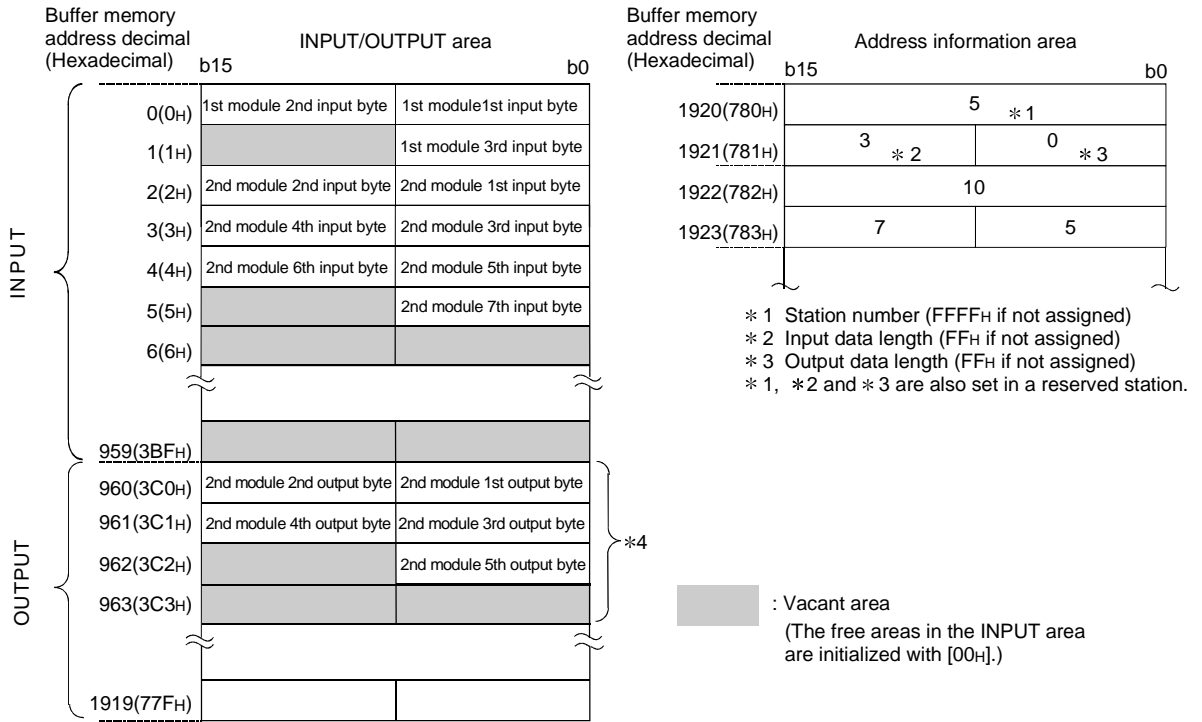 Buffer memory
address decimal
(Hexadecimal)
INPUT/OUTPUT area
b15
b0
INPUT
0(0H)
1st module 2nd input byte
1st module1st input byte
1(1H)
1st module 3rd input byte
2(2H)
2nd module 2nd input byte
2nd module 1st input byte
3(3H)
2nd module 4th input byte
2nd module 3rd input byte
4(4H)
2nd module 6th input byte
2nd module 5th input byte
5(5H)
2nd module 7th input byte
6(6H)
959(3BFH)
OUTPUT
960(3C0H)
2nd module 2nd output byte
2nd module 1st output byte
961(3C1H)
2nd module 4th output byte
2nd module 3rd output byte
962(3C2H)
2nd module 5th output byte
963(3C3H)
∗4
1919(77FH)
Buffer memory
address decimal
(Hexadecimal)
Address information area
b15
b0
1920(780H)
5 ∗1
1921(781H)
3 ∗2
0 ∗3
1922(782H)
10
1923(783H)
7
5
∗1 Station number (FFFFH if not assigned)
∗2 Input data length (FFH if not assigned)
∗3 Output data length (FFH if not assigned)
∗1, ∗2 and ∗3 are also set in a reserved station.
: Vacant area
(The free areas in the INPUT area
are initialized with [00H].)